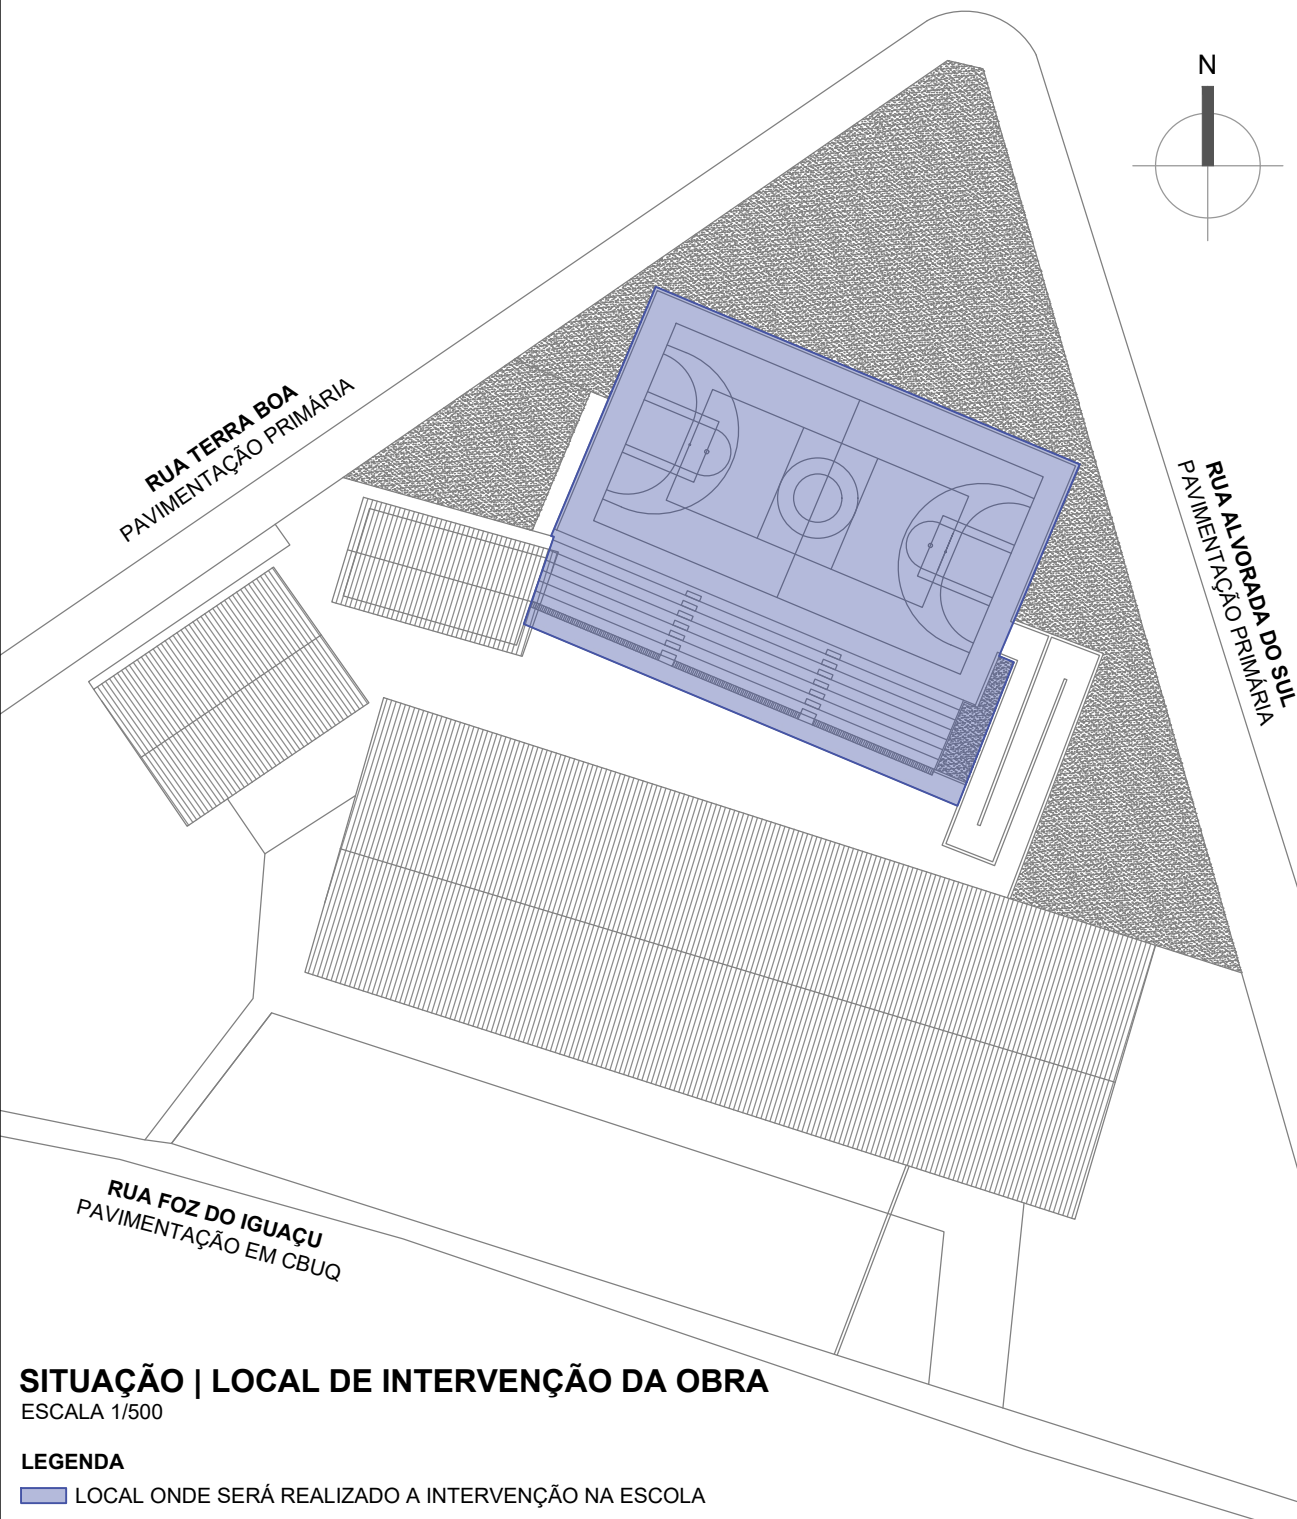 N
RUA TERRA BOA
PAVIMENTAÇÃO PRIMÁRIA
RUA ALVORADA DO SUL
PAVIMENTAÇÃO PRIMÁRIA
RUA FOZ DO IGUAÇU
PAVIMENTAÇÃO EM CBUQ
SITUAÇÃO | LOCAL DE INTERVENÇÃO DA OBRA
ESCALA 1/500
LEGENDA
LOCAL ONDE SERÁ REALIZADO A INTERVENÇÃO NA ESCOLA